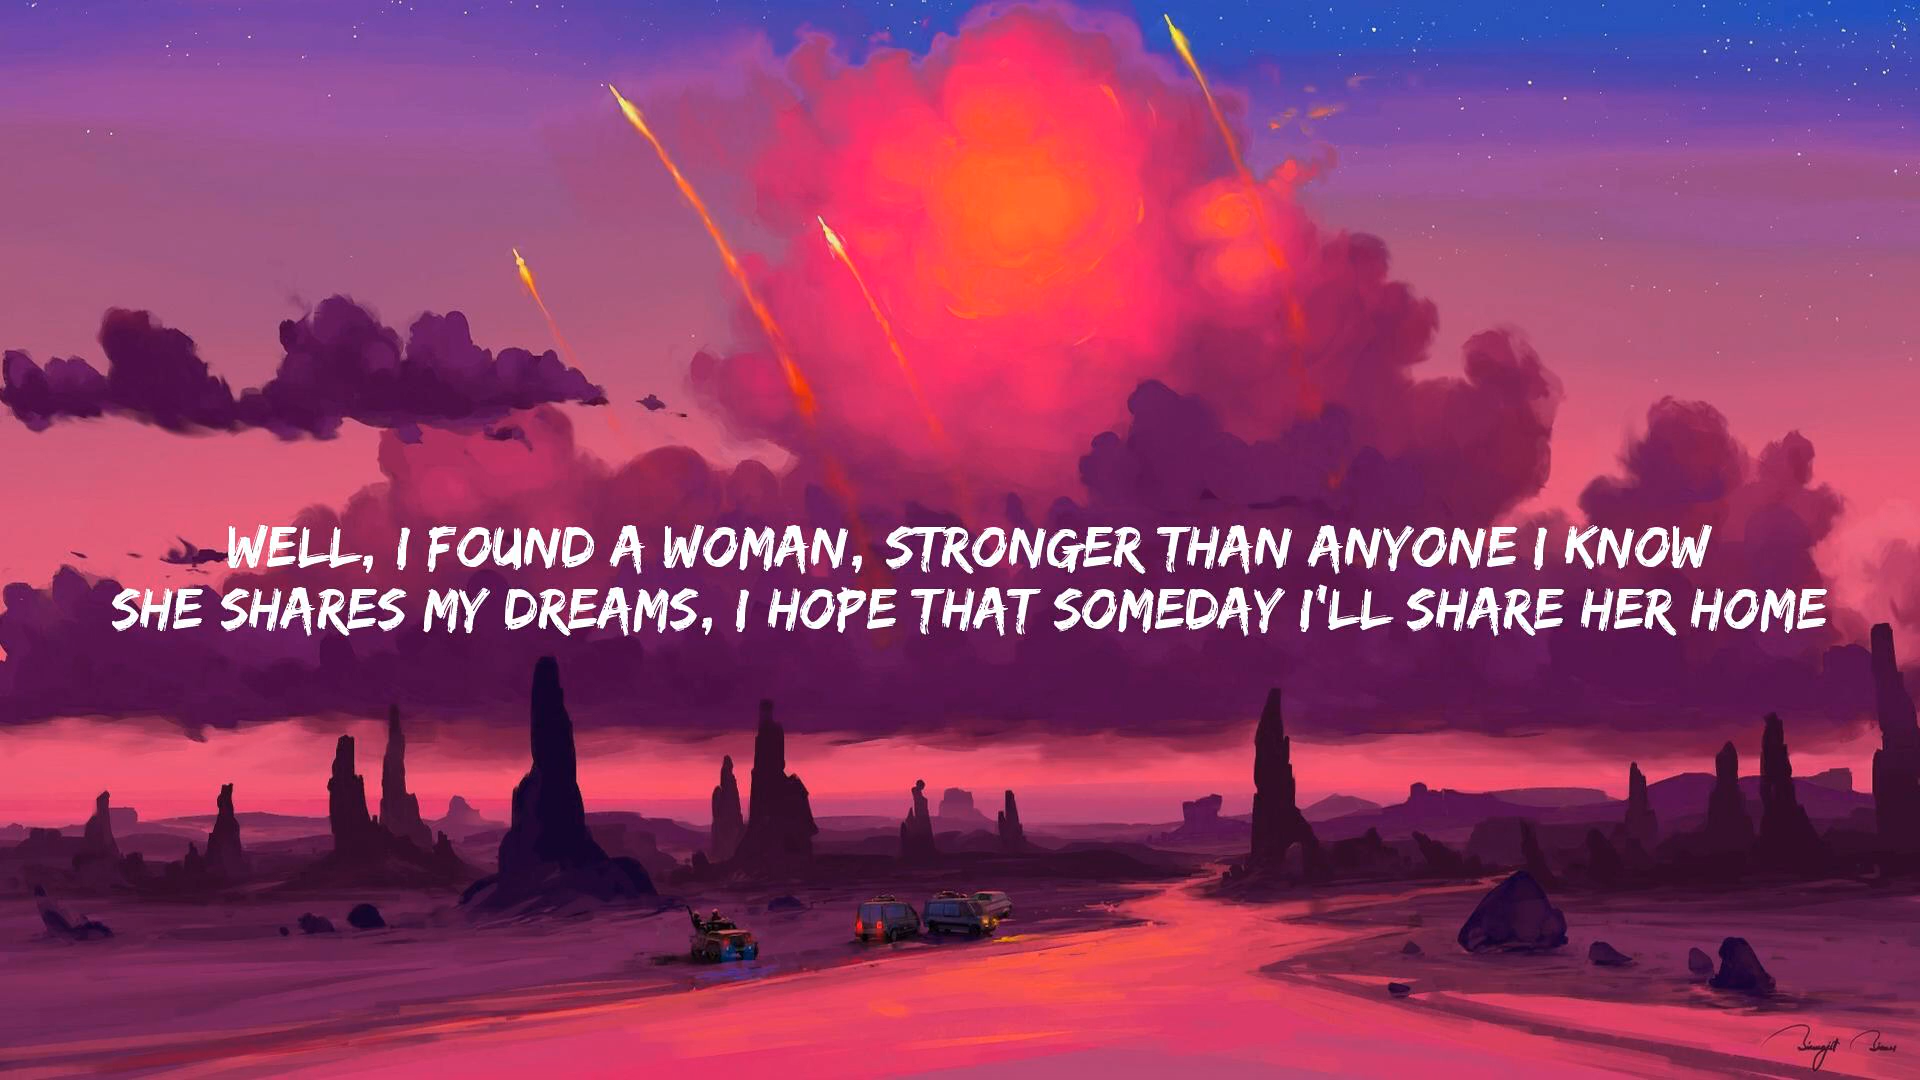 WELL, I FOUND A WOMAN, STRONGER THAN ANYONE I KNOW
SHE SHARES MY DREAMS, I HOPE THAT SOMEDAY I'LL SHARE HER HOME